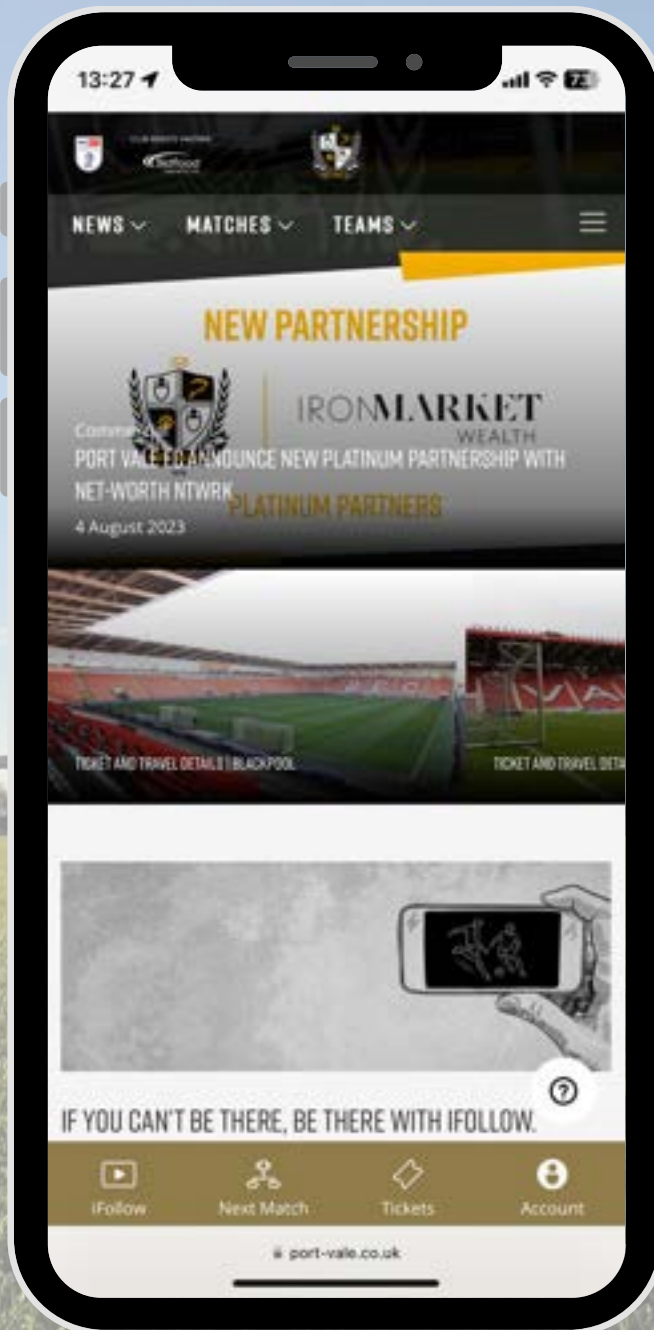 13:27
73
Bidfood
NEWS
MATCHES
TEAMS
NEW PARTNERSHIP
IRONMARKET
WEALTH
PORT VALE FC ANNOUNCE NEW PLATINUM PARTNERSHIP WITH
NET-WORTH NTWRK
PLATINUM PARTNERS
4 August 2023
TICKET AND TRAVEL DETAILS | BLACKPOOL
TICKET AND TRAVEL DETA
IF YOU CAN'T BE THERE, BE THERE WITH IFOLLOW.
iFollow
Next Match
Tickets
Account
port-vale.co.uk